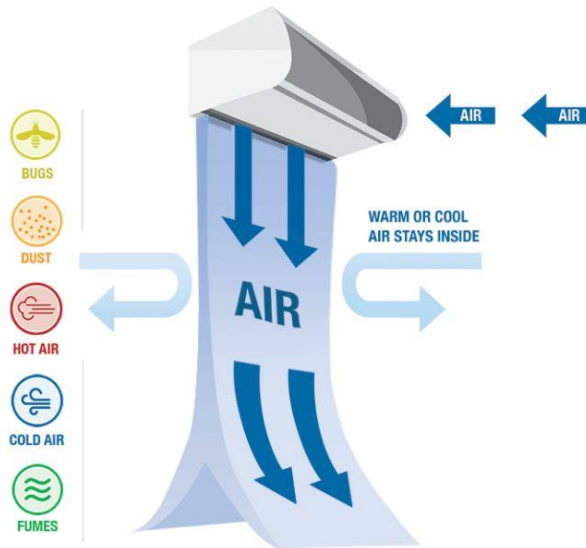 AIR
AIR
BUGS
DUST
HOT AIR
COLD AIR
FUMES
AIR
WARM OR COOL
AIR STAYS INSIDE